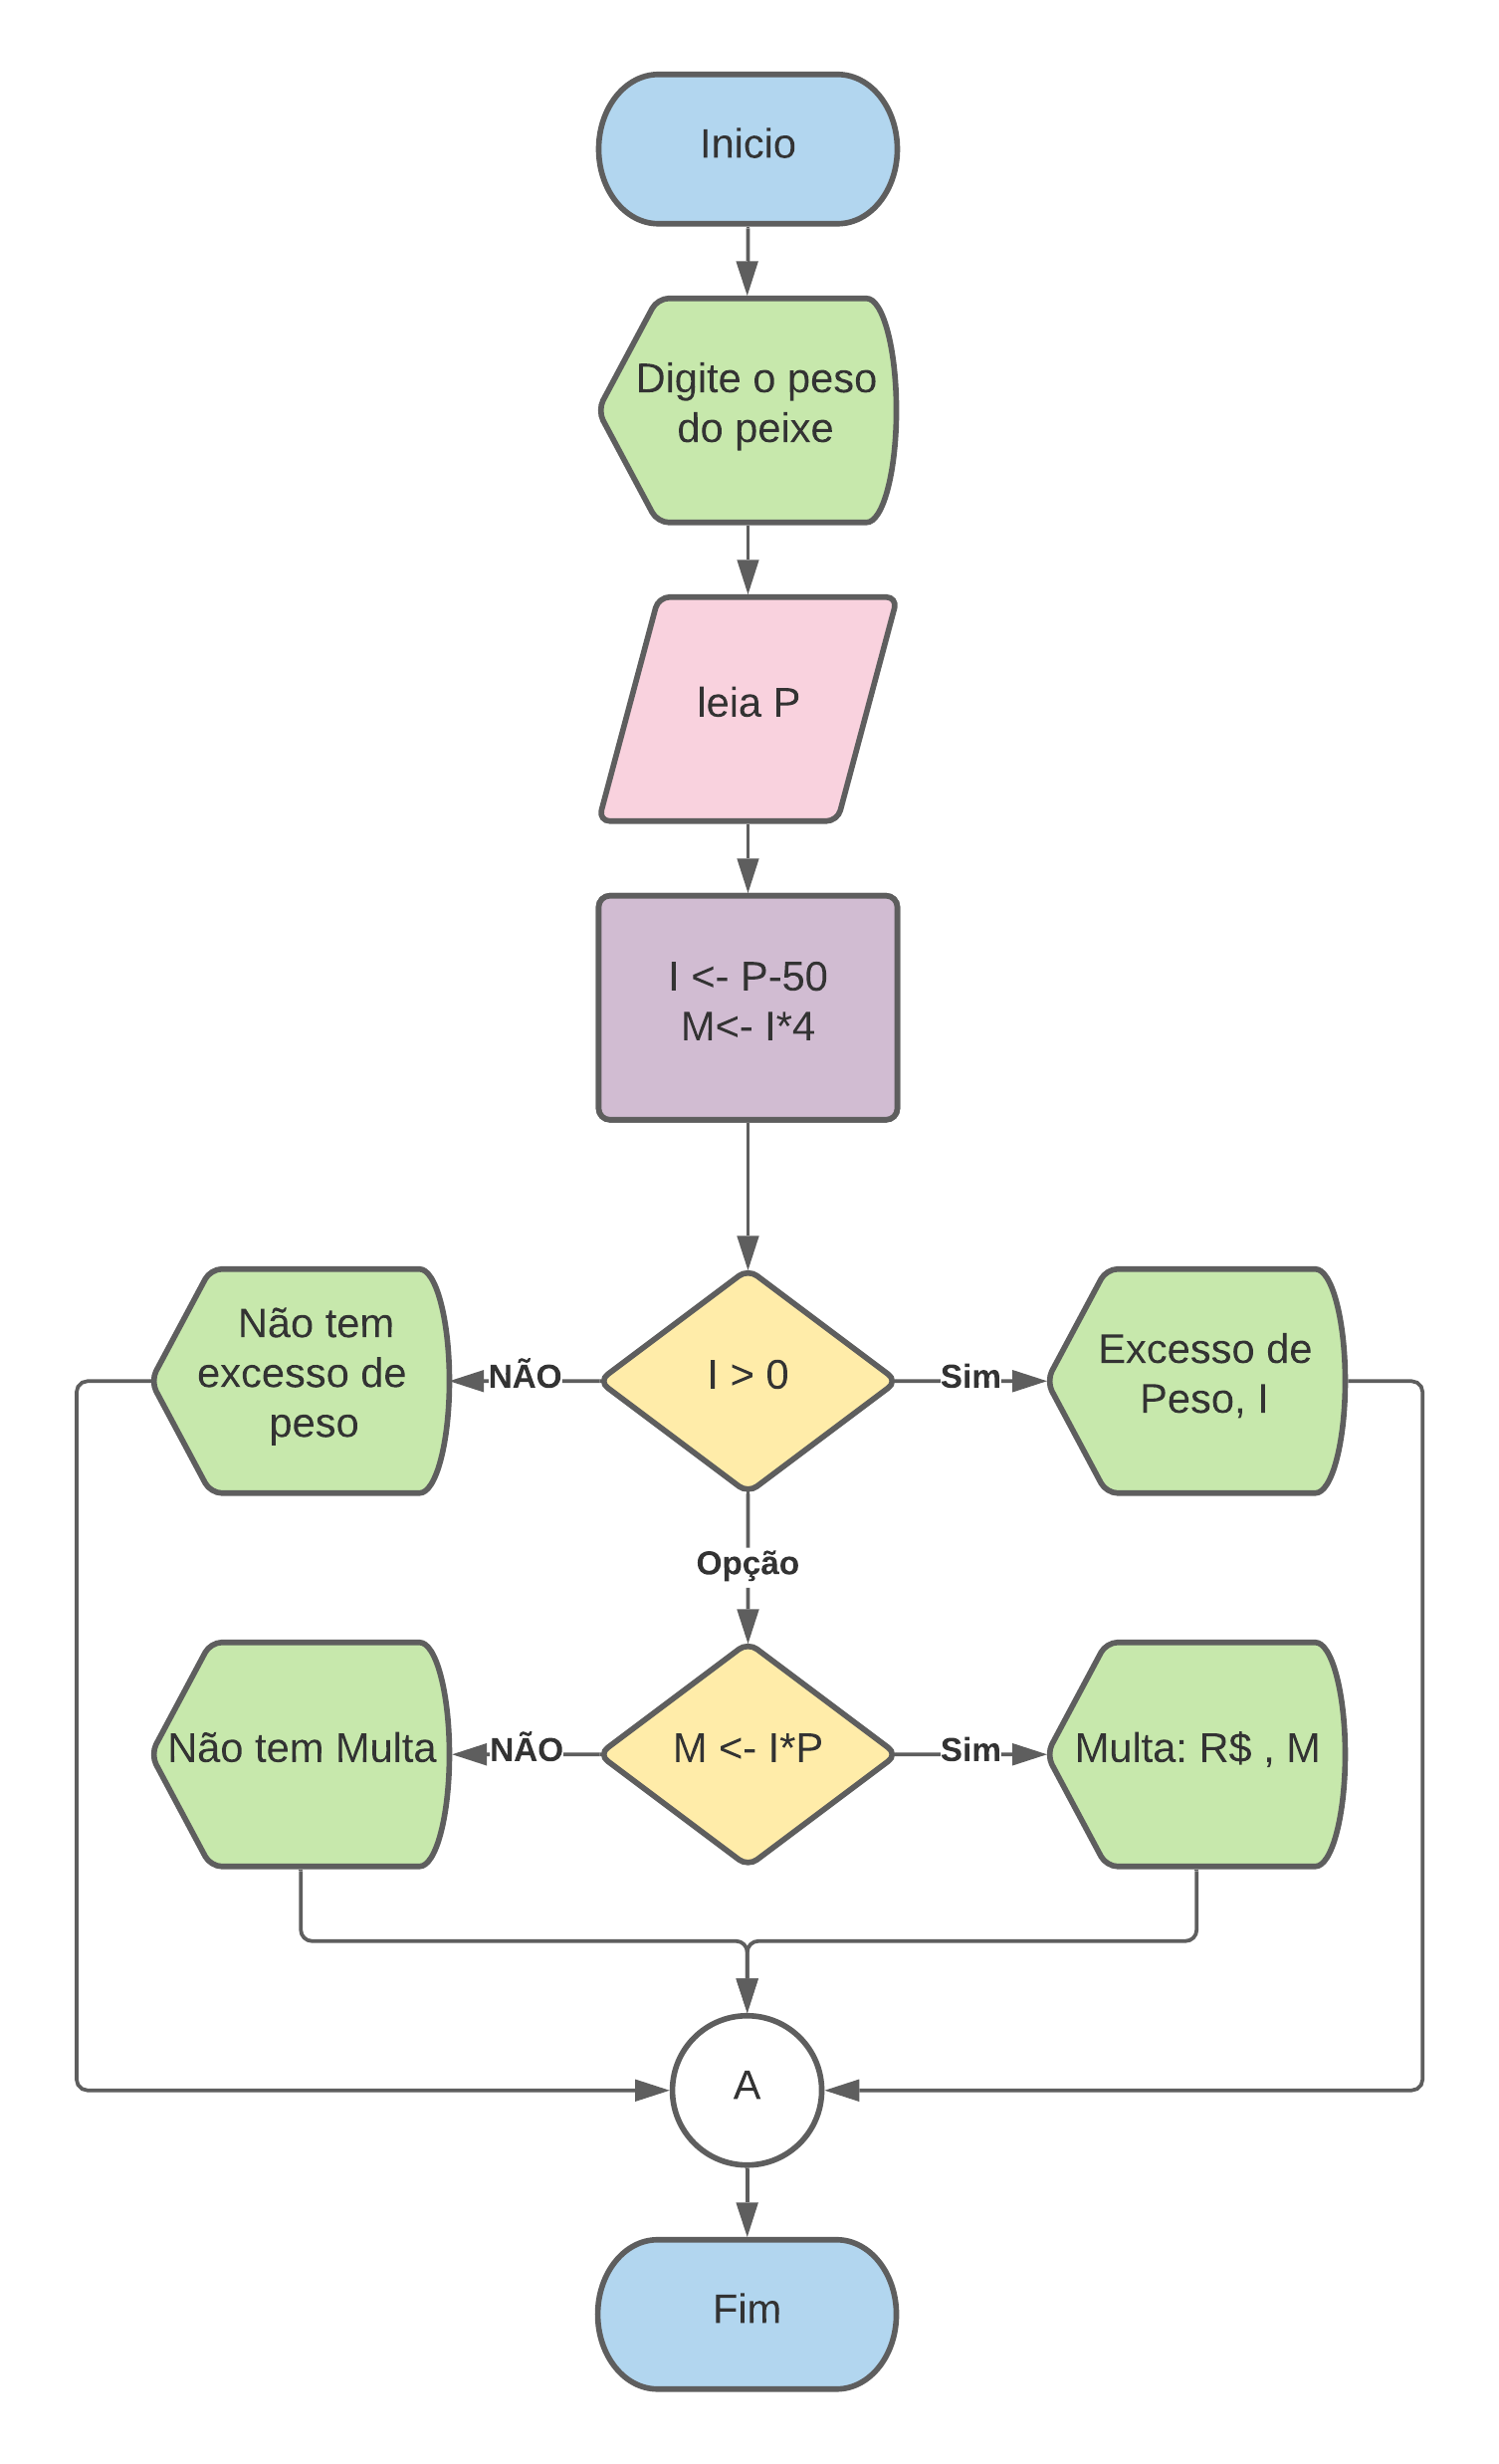 Inicio
Digite o peso
do peixe
leia P
I <- P-50
M<- I*4
Não tem
excesso de
peso
NÃO
I > 0
Sim
Excesso de
Peso, I
Opção
Não tem Multa
NÃO
M <- I*P
Sim
Multa: R$ , M
A
Fim